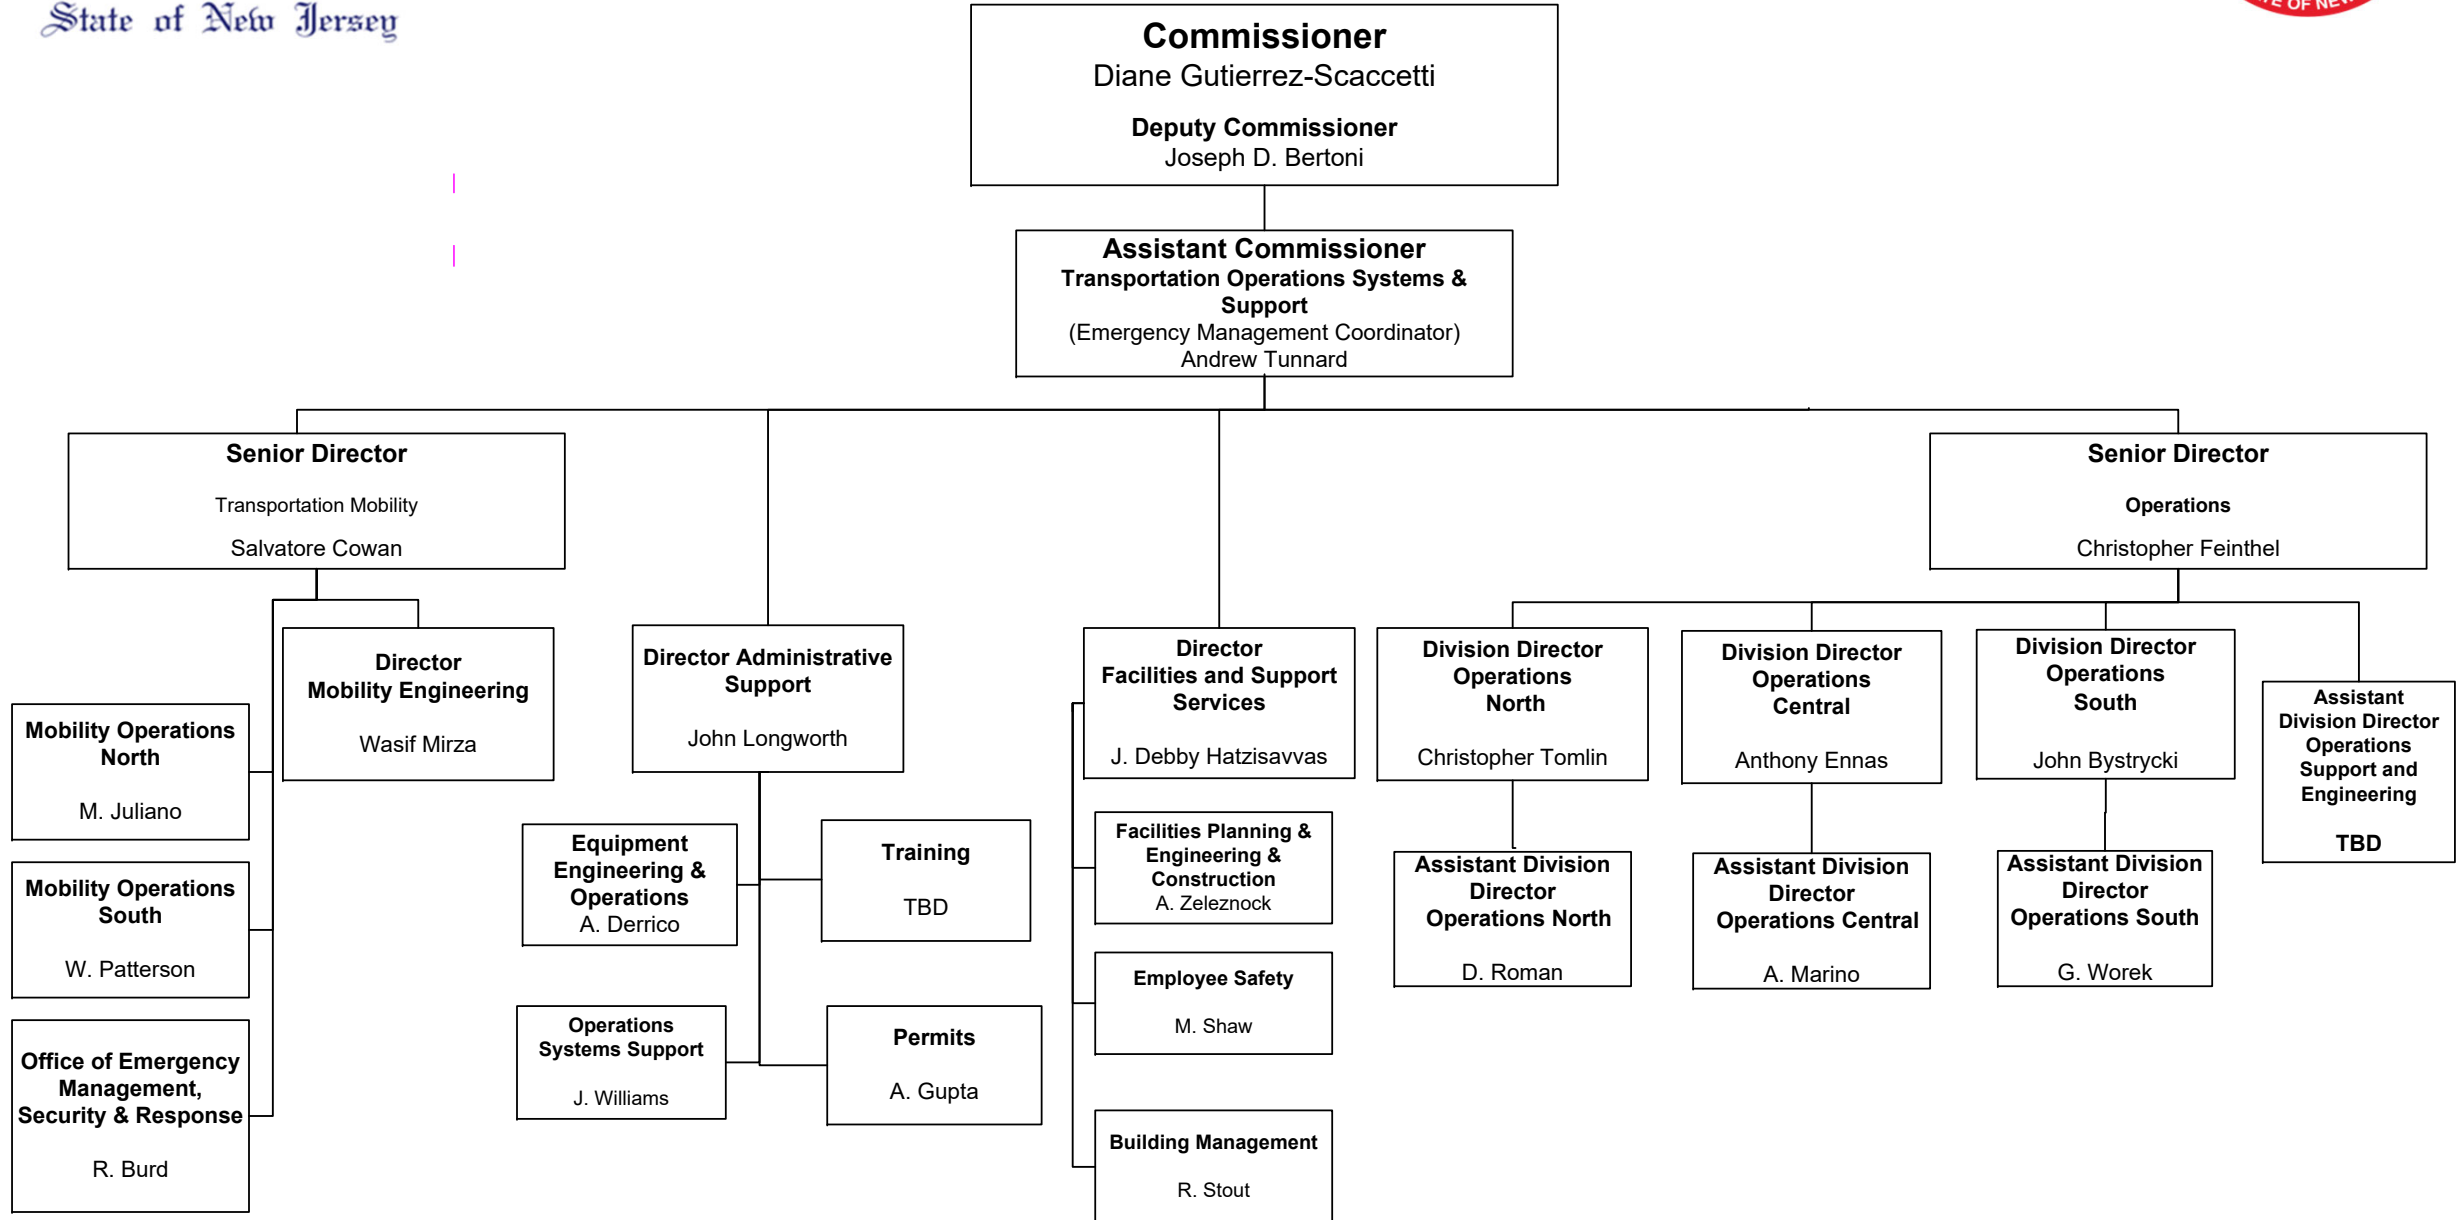 State of New Jersey
Commissioner
Diane Gutierrez-Scaccetti
Deputy Commissioner
Joseph D. Bertoni
Assistant Commissioner
Transportation Operations Systems &
Support
(Emergency Management Coordinator)
Andrew Tunnard
Senior Director
Transportation Mobility
Salvatore Cowan
Senior Director
Operations
Christopher Feinthel
Director
Mobility Engineering
Wasif Mirza
Mobility Operations
North
M. Juliano
Mobility Operations
South
W. Patterson
Office of Emergency
Management,
Security & Response
R. Burd
Director Administrative
Support
John Longworth
Equipment
Engineering &
Operations
A. Derrico
Training
TBD
Operations
Systems Support
J. Williams
Permits
A. Gupta
Director
Facilities and Support
Services
J. Debby Hatzisavvas
Facilities Planning &
Engineering &
Construction
A. Zeleznock
Employee Safety
M. Shaw
Building Management
R. Stout
Division Director
Operations
North
Christopher Tomlin
Assistant Division
Director
Operations North
D. Roman
Division Director
Operations
Central
Anthony Ennas
Assistant Division
Director
Operations Central
A. Marino
Division Director
Operations
South
John Bystrycki
Assistant Division
Director
Operations South
G. Worek
Assistant
Division Director
Operations
Support and
Engineering
TBD